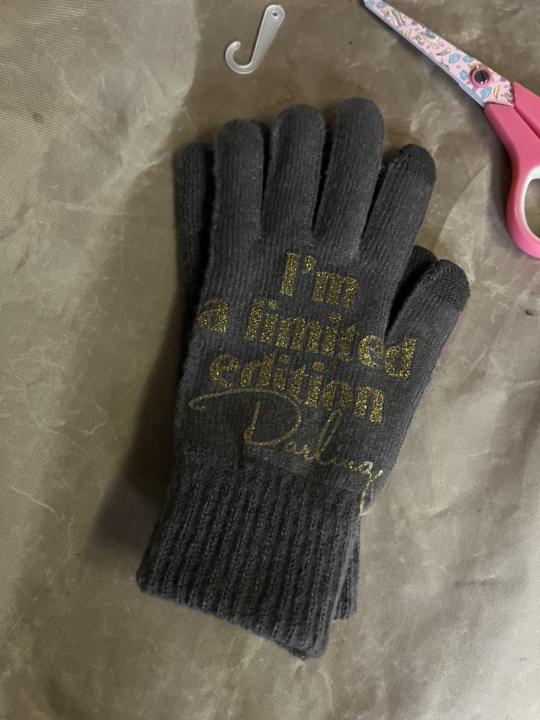 I'm
a limited
edition
Darling